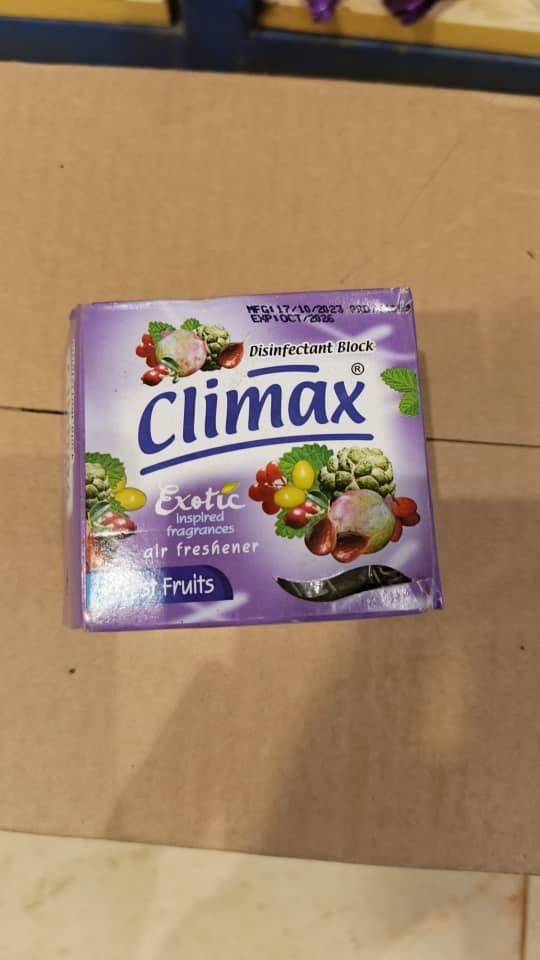 MFG:17/10/2023
EXP:OCT/2026
Disinfectant Block
Climax®
Exotic
inspired
fragrances
air freshener
Fruits